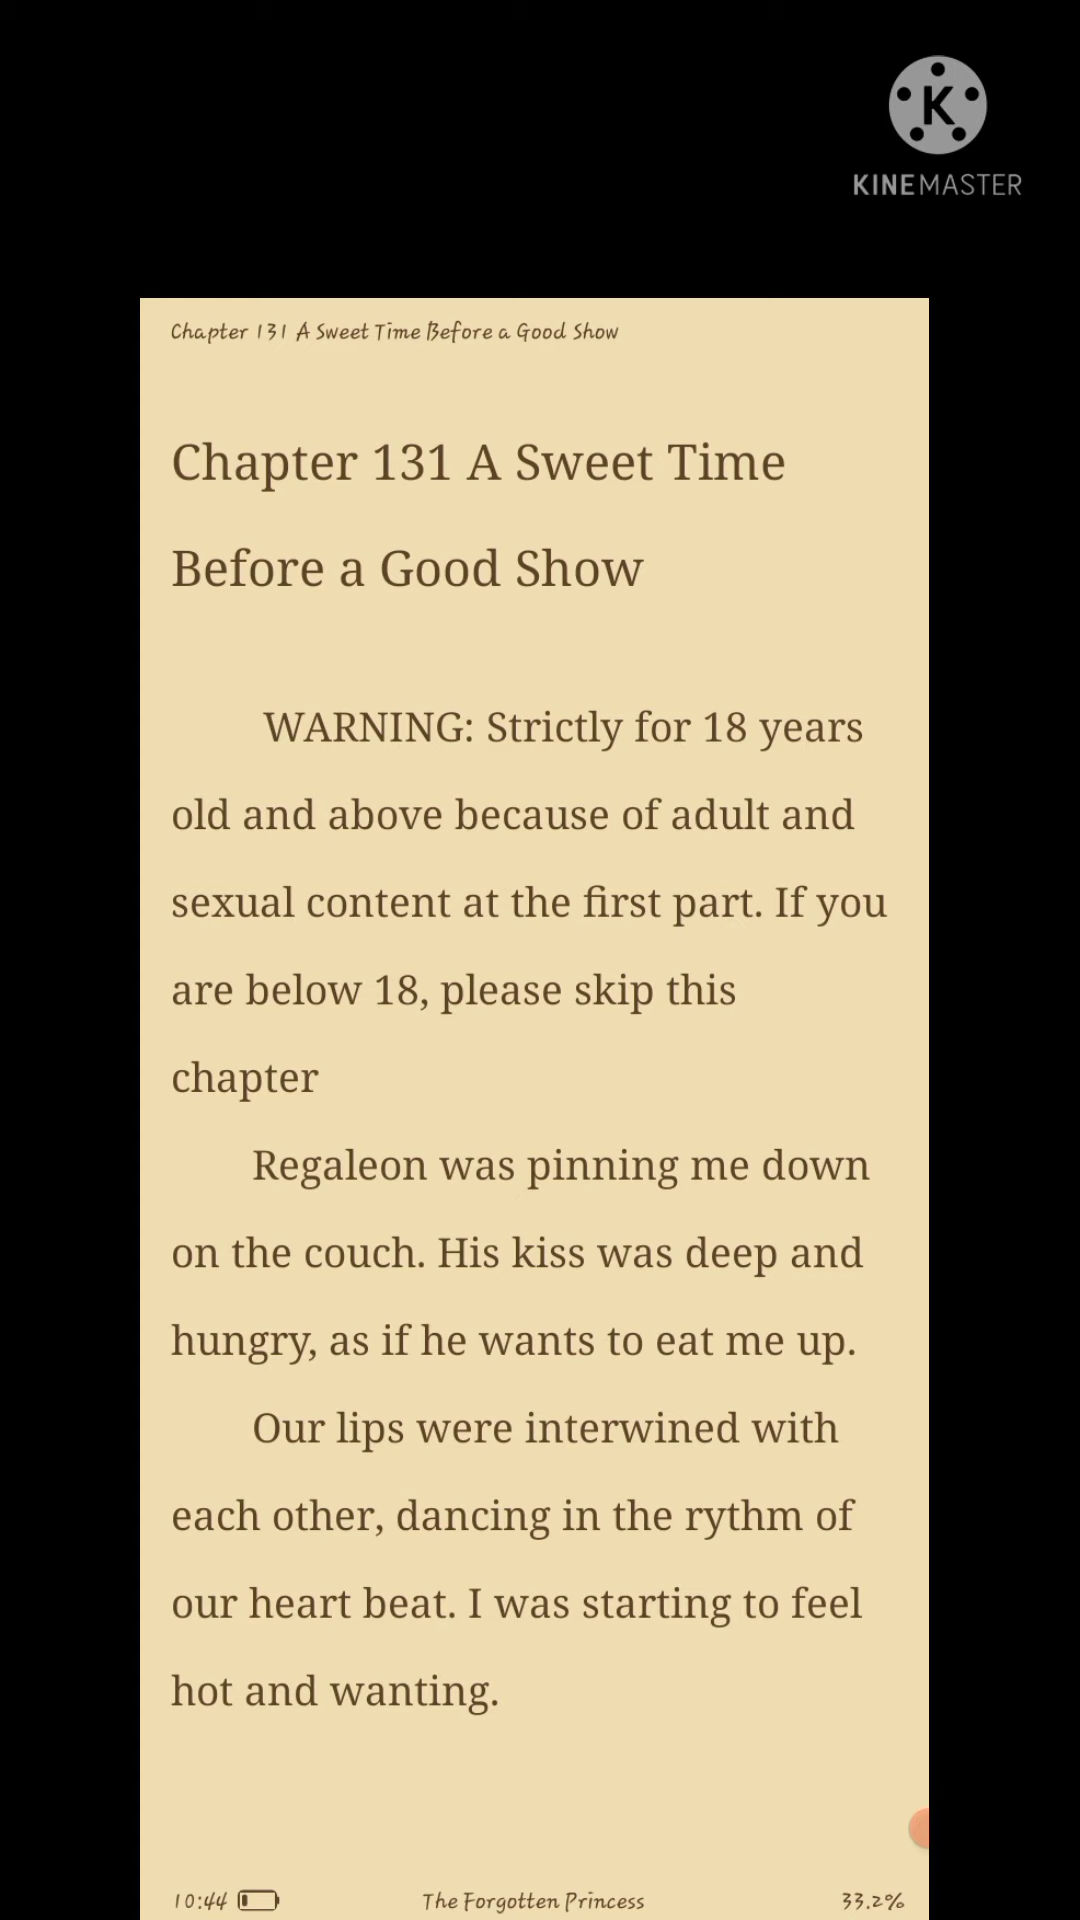 K
KINEMASTER
Chapter 131 A Sweet Time Before a Good Show
Chapter 131 A Sweet Time
Before a Good Show
WARNING: Strictly for 18 years
old and above because of adult and
sexual content at the first part. If you
are below 18, please skip this
chapter
Regaleon was pinning me down
on the couch. His kiss was deep and
hungry, as if he wants to eat me up.
Our lips were interwined with
each other, dancing in the rythm of
our heart beat. I was starting to feel
hot and wanting.
10:44 The Forgotten Princess 33.2%